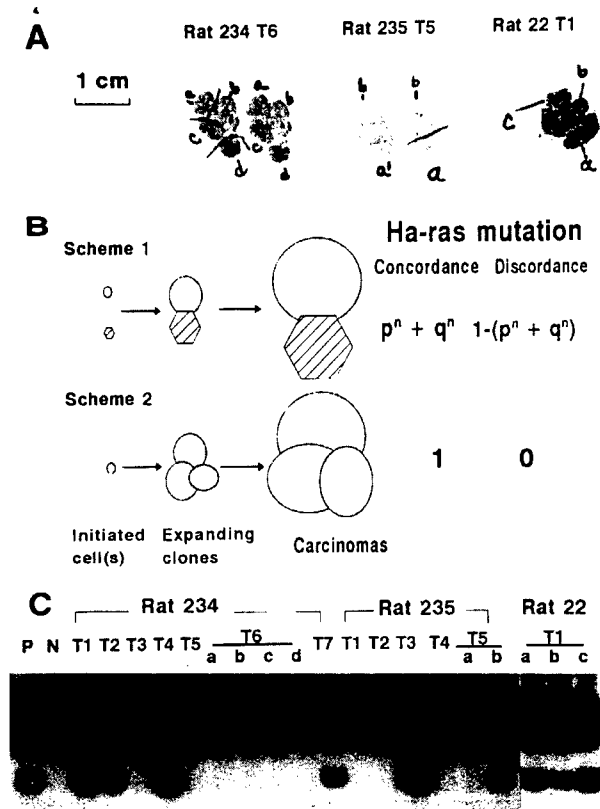 A
Rat 234 T6 Rat 235 T5 Rat 22 T1
1 cm
a b a b b b b
c c c
d d a' a a
B
Ha-ras mutation
Scheme 1 Concordance Discordance
pⁿ + qⁿ 1-(pⁿ + qⁿ)
Scheme 2
1 0
Initiated cell(s) Expanding clones Carcinomas
C
Rat 234 Rat 235 Rat 22
P N T1 T2 T3 T4 T5 T6 T7 T1 T2 T3 T4 T5 T1
a b c d a b a b c